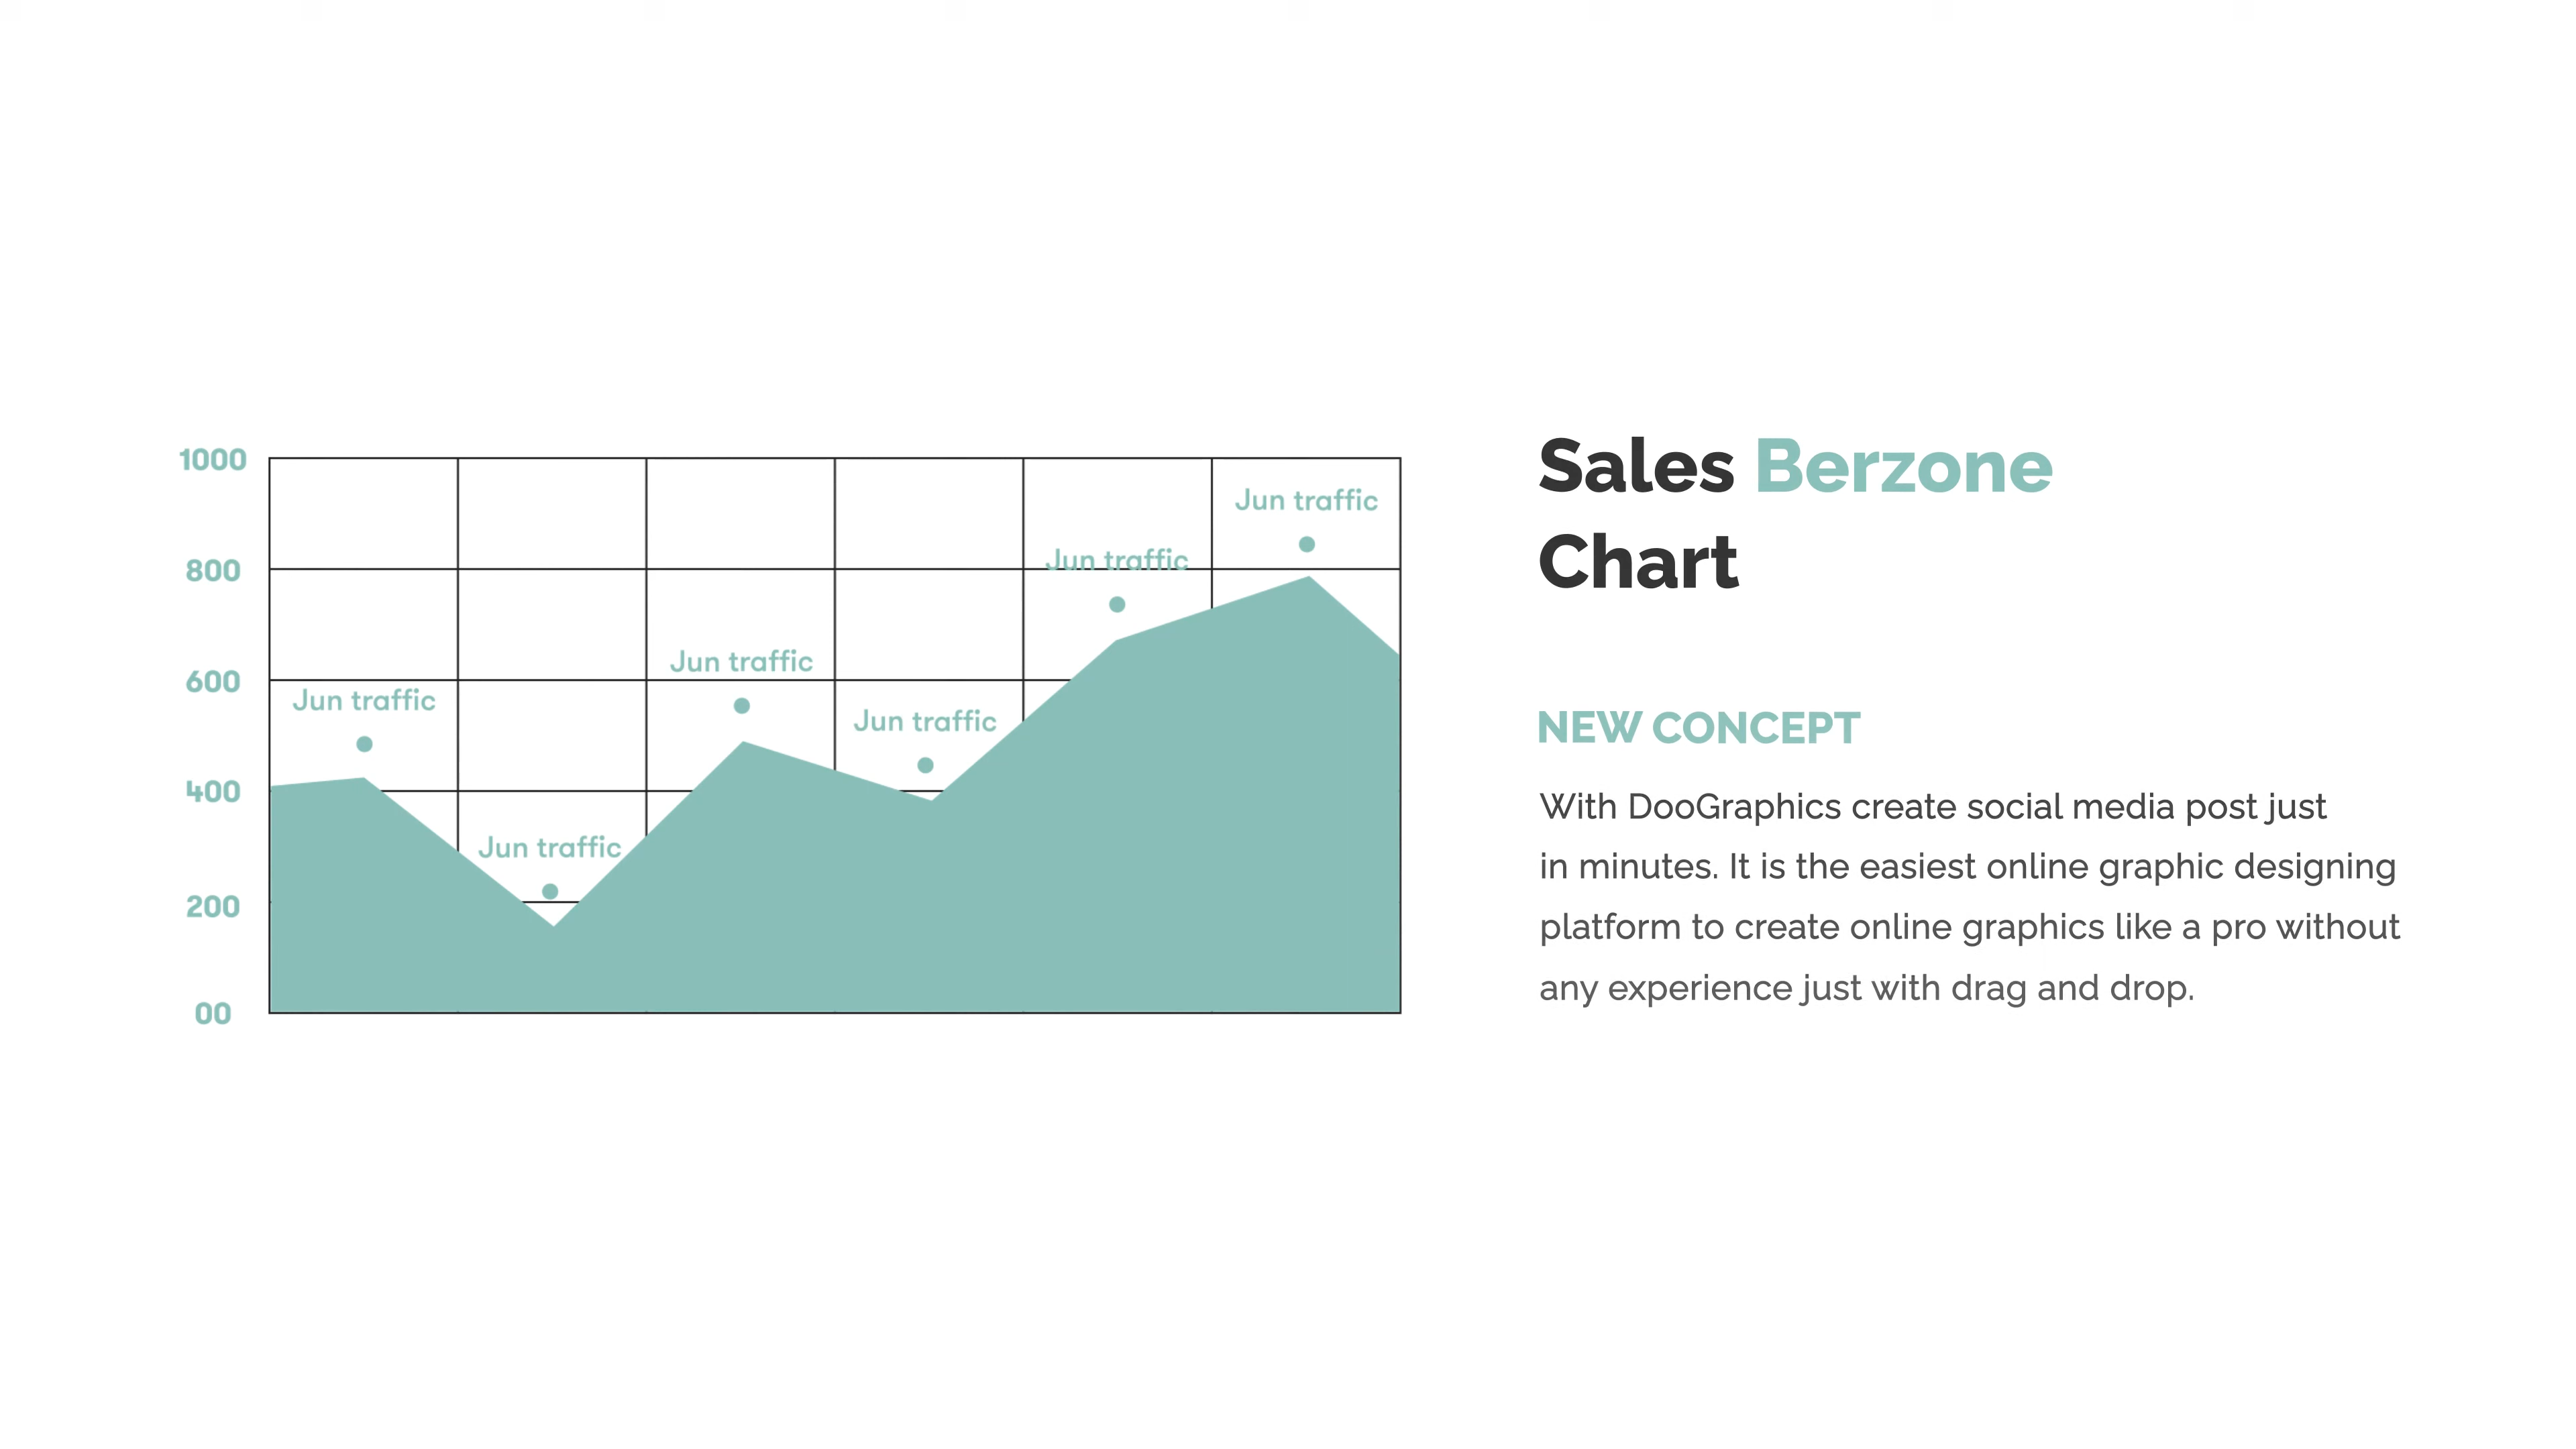 1000
800
600
400
200
00
Jun traffic
Jun traffic
Jun traffic
Jun traffic
Jun traffic
Jun traffic
Sales Berzone
Chart
NEW CONCEPT
With DooGraphics create social media post just
in minutes. It is the easiest online graphic designing
platform to create online graphics like a pro without
any experience just with drag and drop.